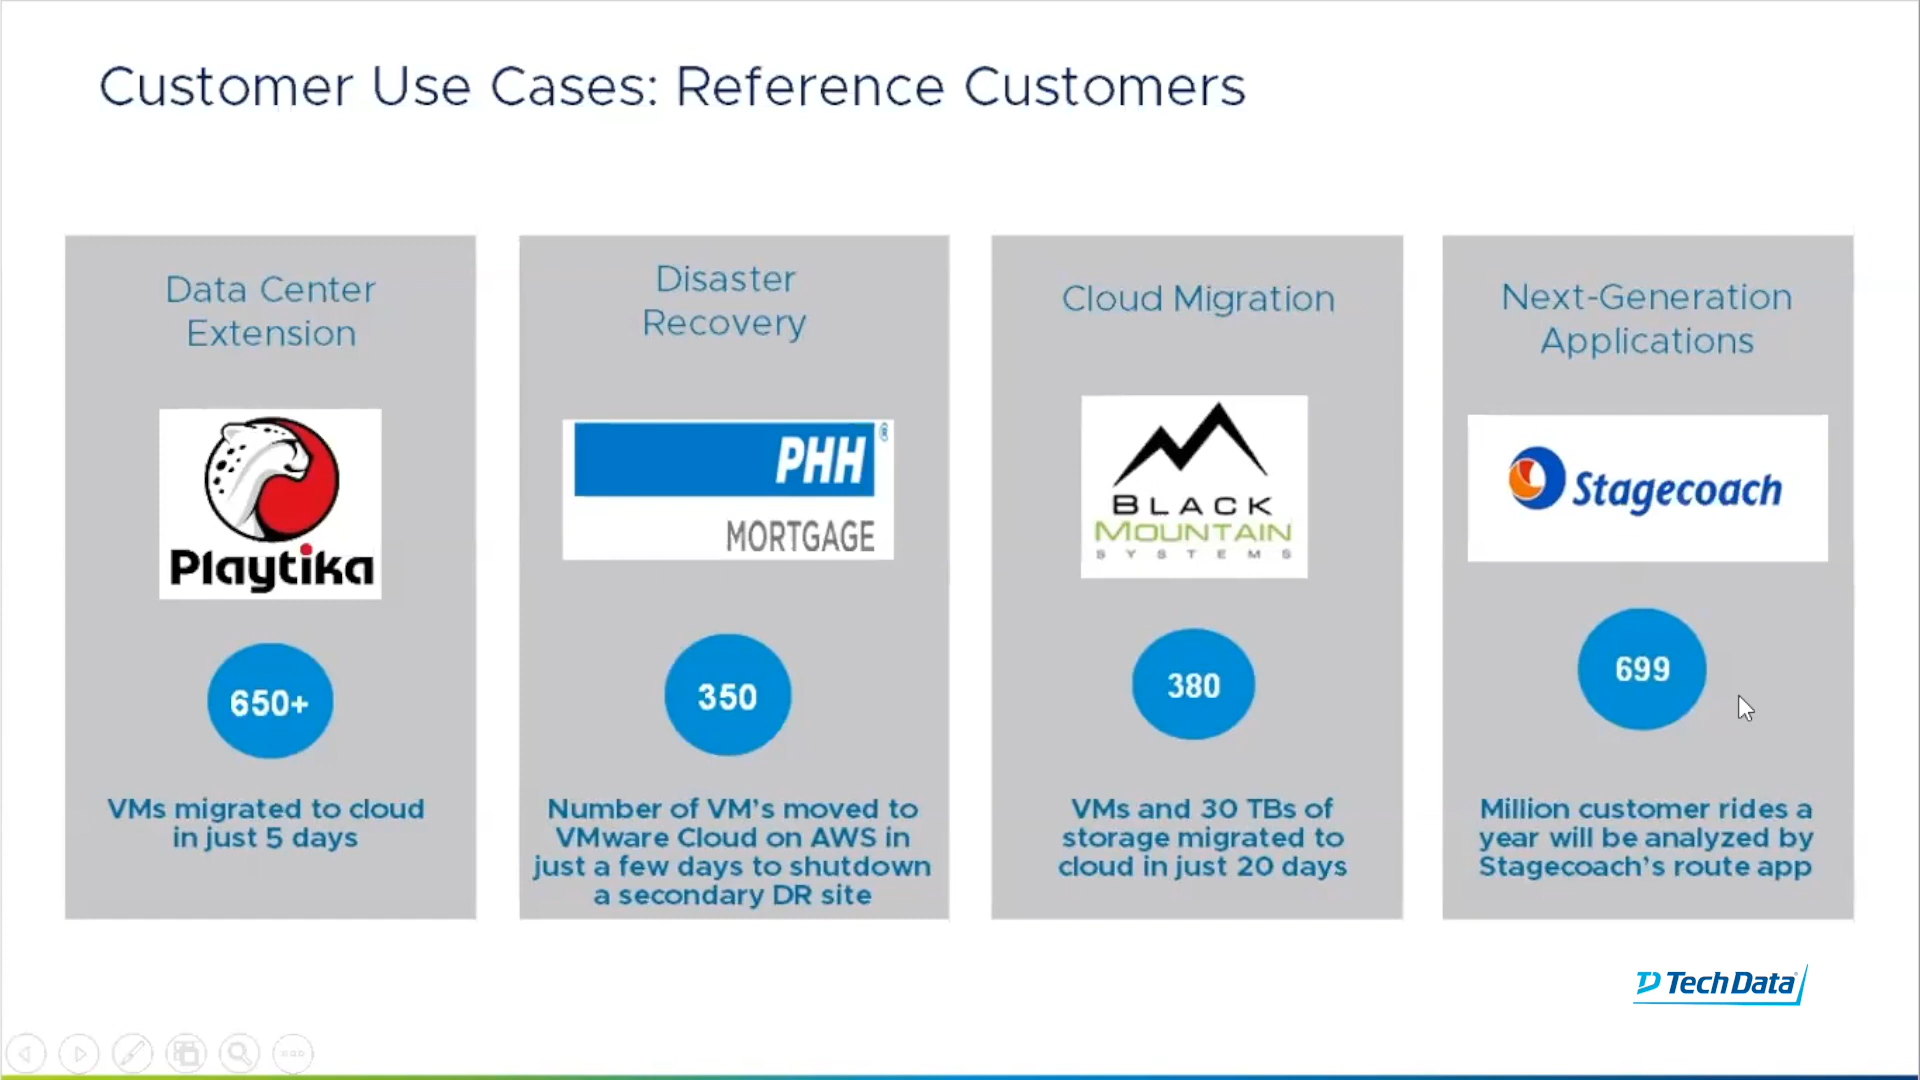 Customer Use Cases: Reference Customers
Data Center
Extension
Playtika
650+
VMs migrated to cloud
in just 5 days
Disaster
Recovery
PHH®
MORTGAGE
350
Number of VM's moved to
VMware Cloud on AWS in
just a few days to shutdown
a secondary DR site
Cloud Migration
BLACK
MOUNTAIN
SYSTEMS
380
VMs and 30 TBs of
storage migrated to
cloud in just 20 days
Next-Generation
Applications
Stagecoach
699
Million customer rides a
year will be analyzed by
Stagecoach's route app
TD Tech Data